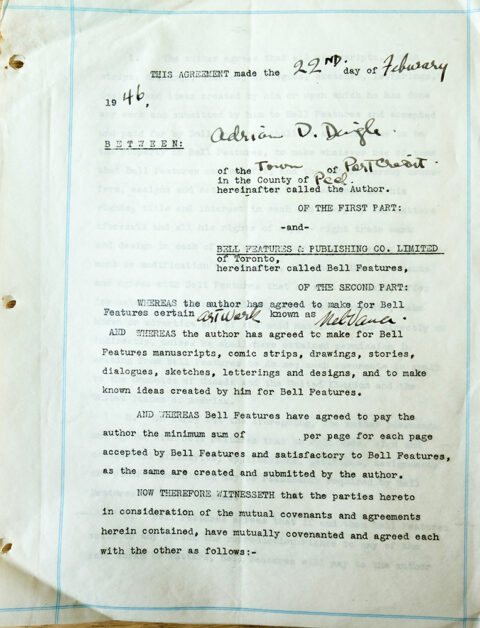 THIS AGREEMENT made the 22ND. day of February
1946.
Adrian D. Dingle.
BETWEEN:
of the Town of Port Credit.
in the County of Peel.
hereinafter called the Author.
OF THE FIRST PART:
-and-
BELL FEATURES & PUBLISHING CO. LIMITED
of Toronto,
hereinafter called Bell Features,
OF THE SECOND PART:
WHEREAS the author has agreed to make for Bell
Features certain artwork known as Nelvana.
AND WHEREAS the author has agreed to make for Bell
Features manuscripts, comic strips, drawings, stories,
dialogues, sketches, letterings and designs, and to make
known ideas created by him for Bell Features.
AND WHEREAS Bell Features have agreed to pay the
author the minimum sum of per page for each page
accepted by Bell Features and satisfactory to Bell Features,
as the same are created and submitted by the author.
NOW THEREFORE WITNESSETH that the parties hereto
in consideration of the mutual covenants and agreements
herein contained, have mutually covenanted and agreed each
with the other as follows:-